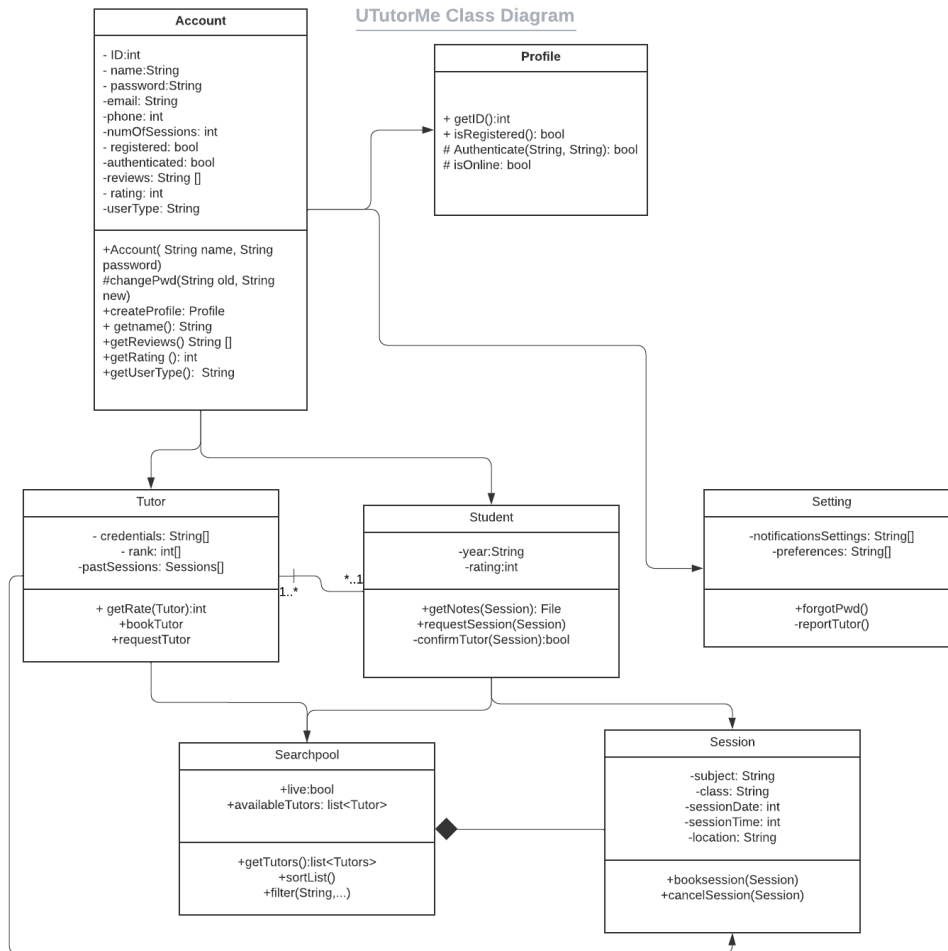 UTutorMe Class Diagram
Account
- ID:int
- name:String
- password:String
-email: String
-phone: int
-numOfSessions: int
- registered: bool
-authenticated: bool
-reviews: String []
- rating: int
-userType: String
+Account( String name, String
password)
#changePwd(String old, String
new)
+createProfile: Profile
+ getname(): String
+getReviews() String []
+getRating (): int
+getUserType():  String
Profile
+ getID():int
+ isRegistered(): bool
# Authenticate(String, String): bool
# isOnline: bool
Tutor
- credentials: String[]
- rank: int[]
-pastSessions: Sessions[]
+ getRate(Tutor):int
+bookTutor
+requestTutor
1..*
*..1
Student
-year:String
-rating:int
+getNotes(Session): File
+requestSession(Session)
-confirmTutor(Session):bool
Setting
-notificationsSettings: String[]
-preferences: String[]
+forgotPwd()
-reportTutor()
Searchpool
+live:bool
+availableTutors: list<Tutor>
+getTutors():list<Tutors>
+sortList()
+filter(String,...)
Session
-subject: String
-class: String
-sessionDate: int
-sessionTime: int
-location: String
+booksession(Session)
+cancelSession(Session)